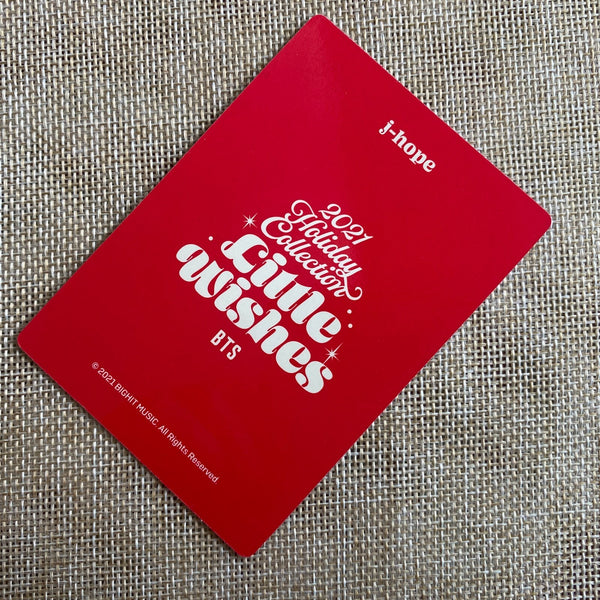 j-hope
2021
Holiday
Collection
Little
Wishes
BTS
© 2021 BIGHIT MUSIC. All Rights Reserved.